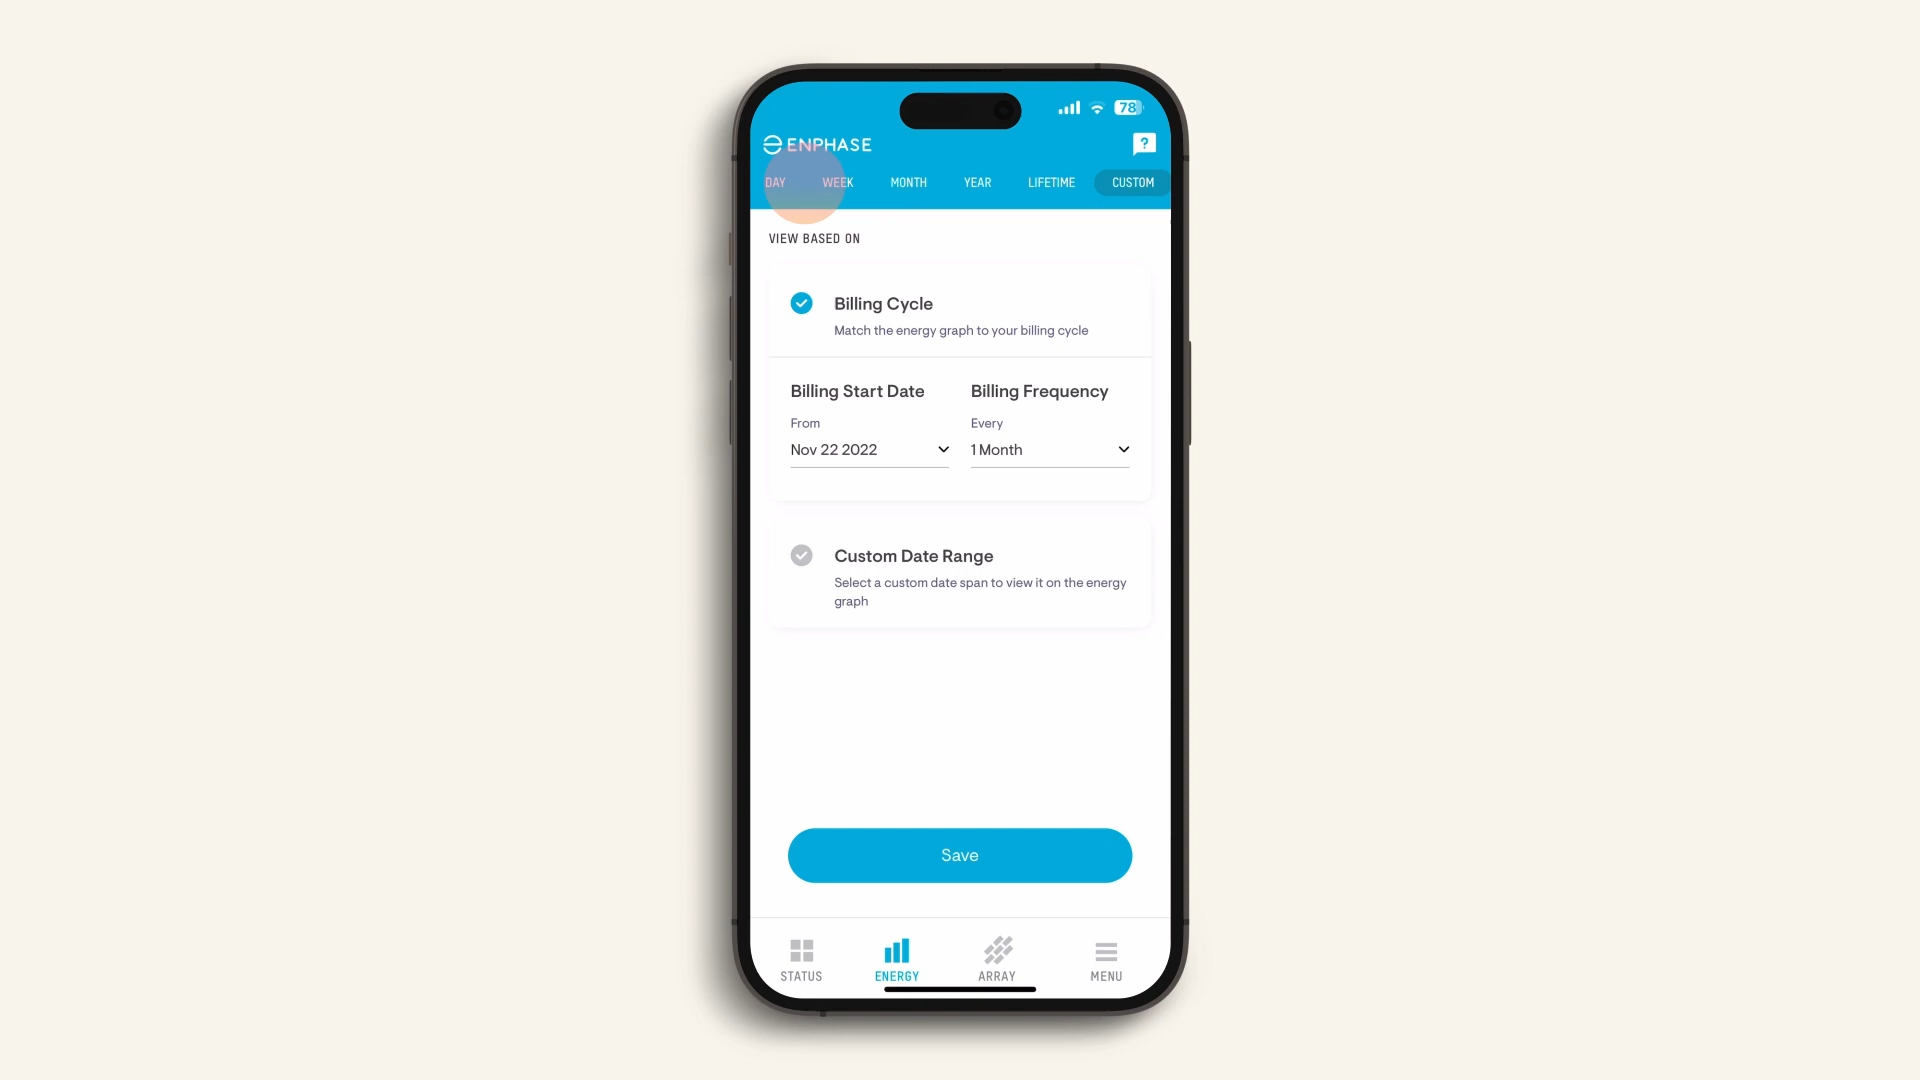 78
ENPHASE
?
DAY WEEK MONTH YEAR LIFETIME CUSTOM
VIEW BASED ON
Billing Cycle
Match the energy graph to your billing cycle
Billing Start Date Billing Frequency
From Every
Nov 22 2022 1 Month
Custom Date Range
Select a custom date span to view it on the energy
graph
Save
STATUS ENERGY ARRAY MENU